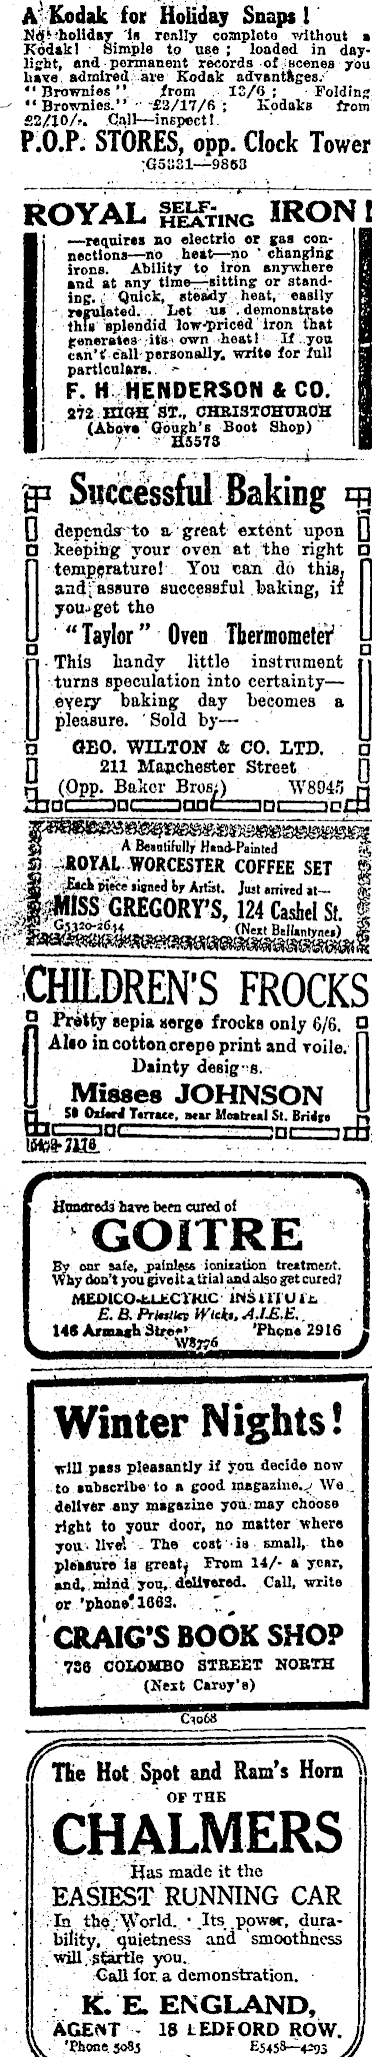 A Kodak for Holiday Snaps!
No holiday is really complete without a
Kodak! Simple to use; loaded in day-
light, and permanent records of scenes you
have admired are Kodak advantages.
"Brownies" from 13/6; Folding
"Brownies." £3/17/6; Kodaks from
£2/10/-. Call—inspect!
P.O.P. STORES, opp. Clock Tower
G5331—9863
ROYAL SELF-HEATING IRON!
—requires no electric or gas con-
nections—no heat—no changing
irons. Ability to iron anywhere
and at any time—sitting or stand-
ing. Quick, steady heat, easily
regulated. Let us demonstrate
this splendid low-priced iron that
generates its own heat! If you
can't call personally, write for full
particulars.
F. H. HENDERSON & CO.
272 HIGH ST., CHRISTCHURCH
(Above Gough's Boot Shop)
H5573
Successful Baking
depends to a great extent upon
keeping your oven at the right
temperature! You can do this,
and assure successful baking, if
you get the
"Taylor" Oven Thermometer
This handy little instrument
turns speculation into certainty—
every baking day becomes a
pleasure. Sold by—
GEO. WILTON & CO. LTD.
211 Manchester Street
(Opp. Baker Bros.) W8945
A Beautifully Hand-Painted
ROYAL WORCESTER COFFEE SET
Each piece signed by Artist. Just arrived at—
MISS GREGORY'S, 124 Cashel St.
G5320-2634 (Next Ballantynes)
CHILDREN'S FROCKS
Pretty sepia serge frocks only 6/6.
Also in cotton crepe print and voile.
Dainty designs.
Misses JOHNSON
58 Oxford Terrace, near Montreal St. Bridge
Hundreds have been cured of
GOITRE
By our safe, painless ionization treatment.
Why don't you give it a trial and also get cured?
MEDICO-ELECTRIC INSTITUTE
E. B. Priestley Wicks, A.I.E.E.
146 Armagh Street 'Phone 2916
W8776
Winter Nights!
will pass pleasantly if you decide now
to subscribe to a good magazine. We
deliver any magazine you may choose
right to your door, no matter where
you live! The cost is small, the
pleasure is great. From 14/- a year,
and, mind you, delivered. Call, write
or 'phone 1662.
CRAIG'S BOOK SHOP
736 COLOMBO STREET NORTH
(Next Carey's)
C3068
The Hot Spot and Ram's Horn
OF THE
CHALMERS
Has made it the
EASIEST RUNNING CAR
In the World. Its power, dura-
bility, quietness and smoothness
will startle you.
Call for a demonstration.
K. E. ENGLAND,
AGENT - 18 LEDFORD ROW.
'Phone 5085 E5458—4293